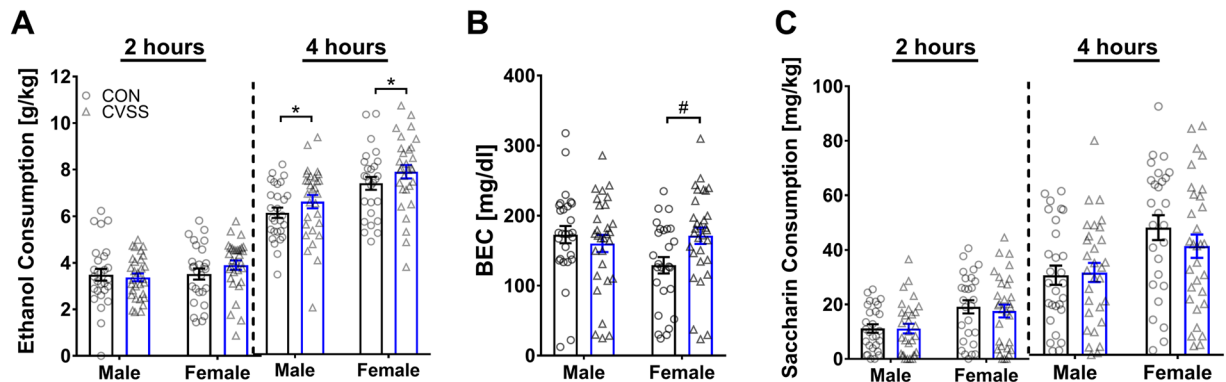 A
2 hours
4 hours
Ethanol Consumption [g/kg]
12
10
8
6
4
2
0
CON
CVSS
*
*
Male
Female
Male
Female
B
BEC [mg/dl]
400
300
200
100
0
#
Male
Female
C
2 hours
4 hours
Saccharin Consumption [mg/kg]
100
80
60
40
20
0
Male
Female
Male
Female